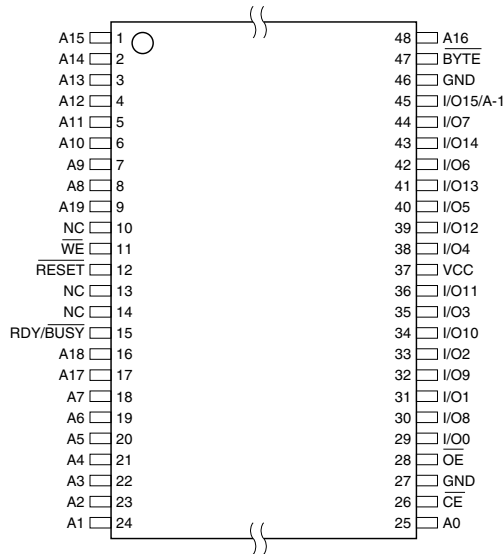 A15 1 48 A16
A14 2 47 BYTE
A13 3 46 GND
A12 4 45 I/O15/A-1
A11 5 44 I/O7
A10 6 43 I/O14
A9 7 42 I/O6
A8 8 41 I/O13
A19 9 40 I/O5
NC 10 39 I/O12
WE 11 38 I/O4
RESET 12 37 VCC
NC 13 36 I/O11
NC 14 35 I/O3
RDY/BUSY 15 34 I/O10
A18 16 33 I/O2
A17 17 32 I/O9
A7 18 31 I/O1
A6 19 30 I/O8
A5 20 29 I/O0
A4 21 28 OE
A3 22 27 GND
A2 23 26 CE
A1 24 25 A0